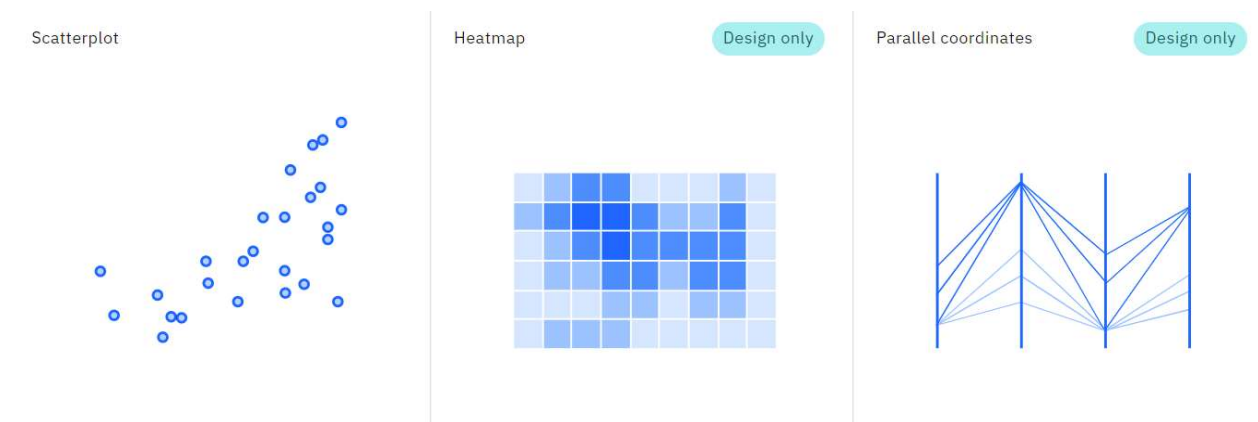 Scatterplot
Heatmap
Design only
Parallel coordinates
Design only